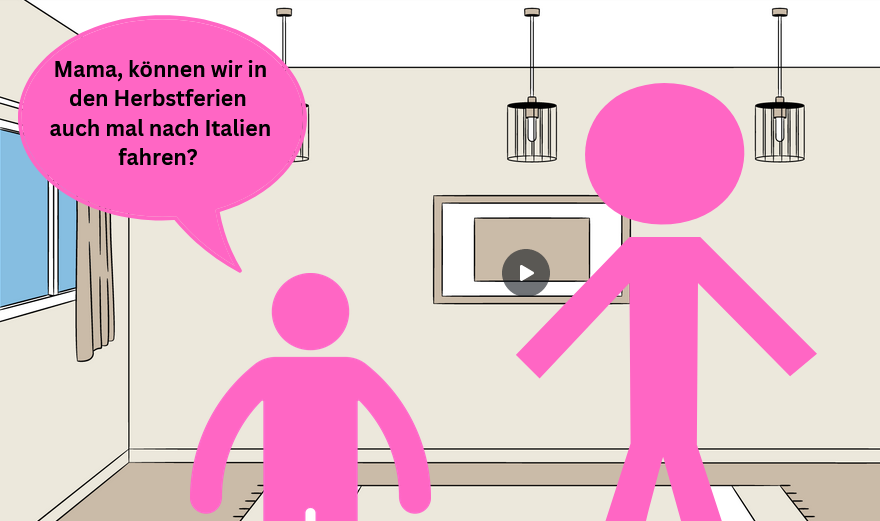 Mama, können wir in
den Herbstferien
auch mal nach Italien
fahren?